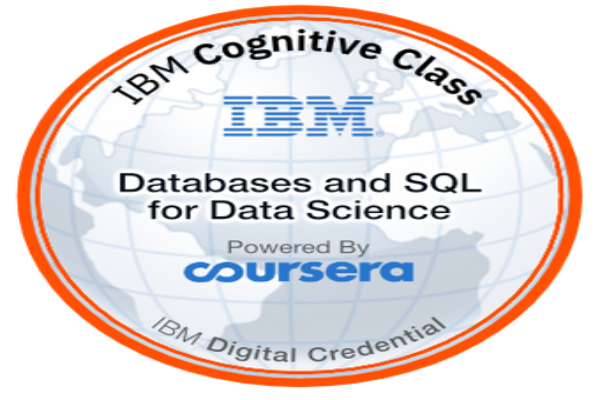 IBM Cognitive Class
IBM
Databases and SQL
for Data Science
Powered By
coursera
IBM Digital Credential